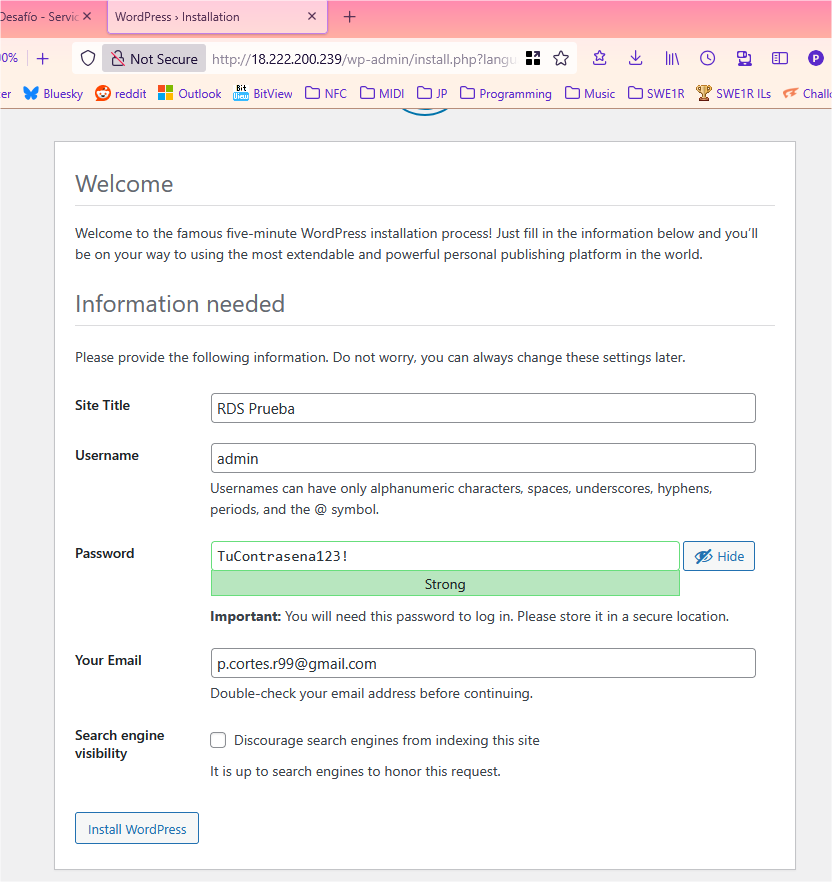 Desafío - Servic
WordPress › Installation
Not Secure
http://18.222.200.239/wp-admin/install.php?langu
P
Bluesky
reddit
Outlook
BitView
NFC
MIDI
JP
Programming
Music
SWE1R
SWE1R ILs
Welcome
Welcome to the famous five-minute WordPress installation process! Just fill in the information below and you’ll
be on your way to using the most extendable and powerful personal publishing platform in the world.
Information needed
Please provide the following information. Do not worry, you can always change these settings later.
Site Title
RDS Prueba
Username
admin
Usernames can have only alphanumeric characters, spaces, underscores, hyphens,
periods, and the @ symbol.
Password
TuContrasena123!
Hide
Strong
Important: You will need this password to log in. Please store it in a secure location.
Your Email
p.cortes.r99@gmail.com
Double-check your email address before continuing.
Search engine
visibility
Discourage search engines from indexing this site
It is up to search engines to honor this request.
Install WordPress